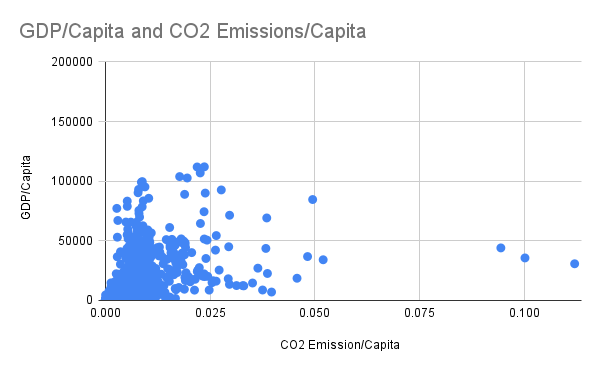 GDP/Capita and CO2 Emissions/Capita
200000
150000
100000
50000
0
GDP/Capita
0.000 0.025 0.050 0.075 0.100
CO2 Emission/Capita